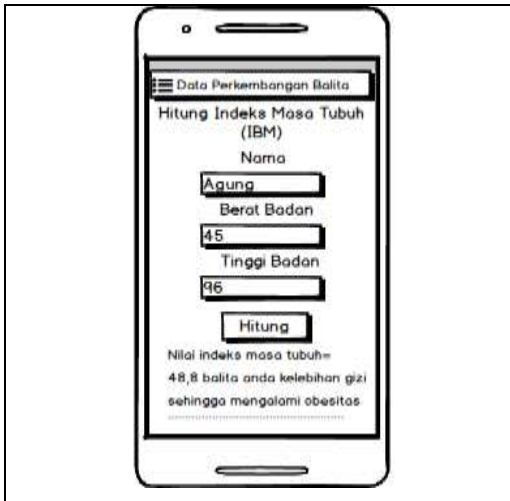 Data Perkembangan Balita
Hitung Indeks Masa Tubuh
(IBM)
Nama
Agung
Berat Badan
45
Tinggi Badan
96
Hitung
Nilai indeks masa tubuh=
48,8 balita anda kelebihan gizi
sehingga mengalami obesitas